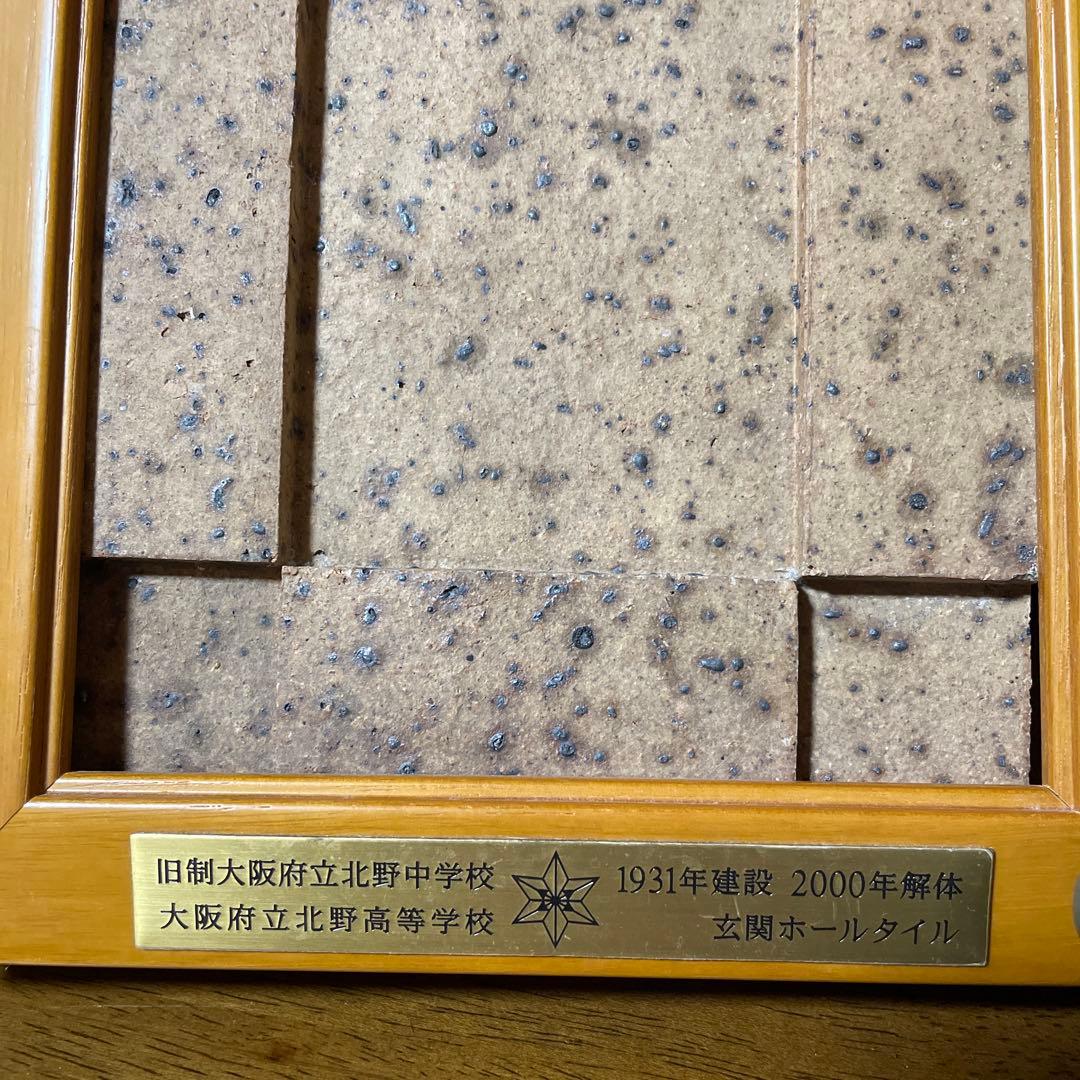 旧制大阪府立北野中学校
大阪府立北野高等学校
1931年建設 2000年解体
玄関ホールタイル